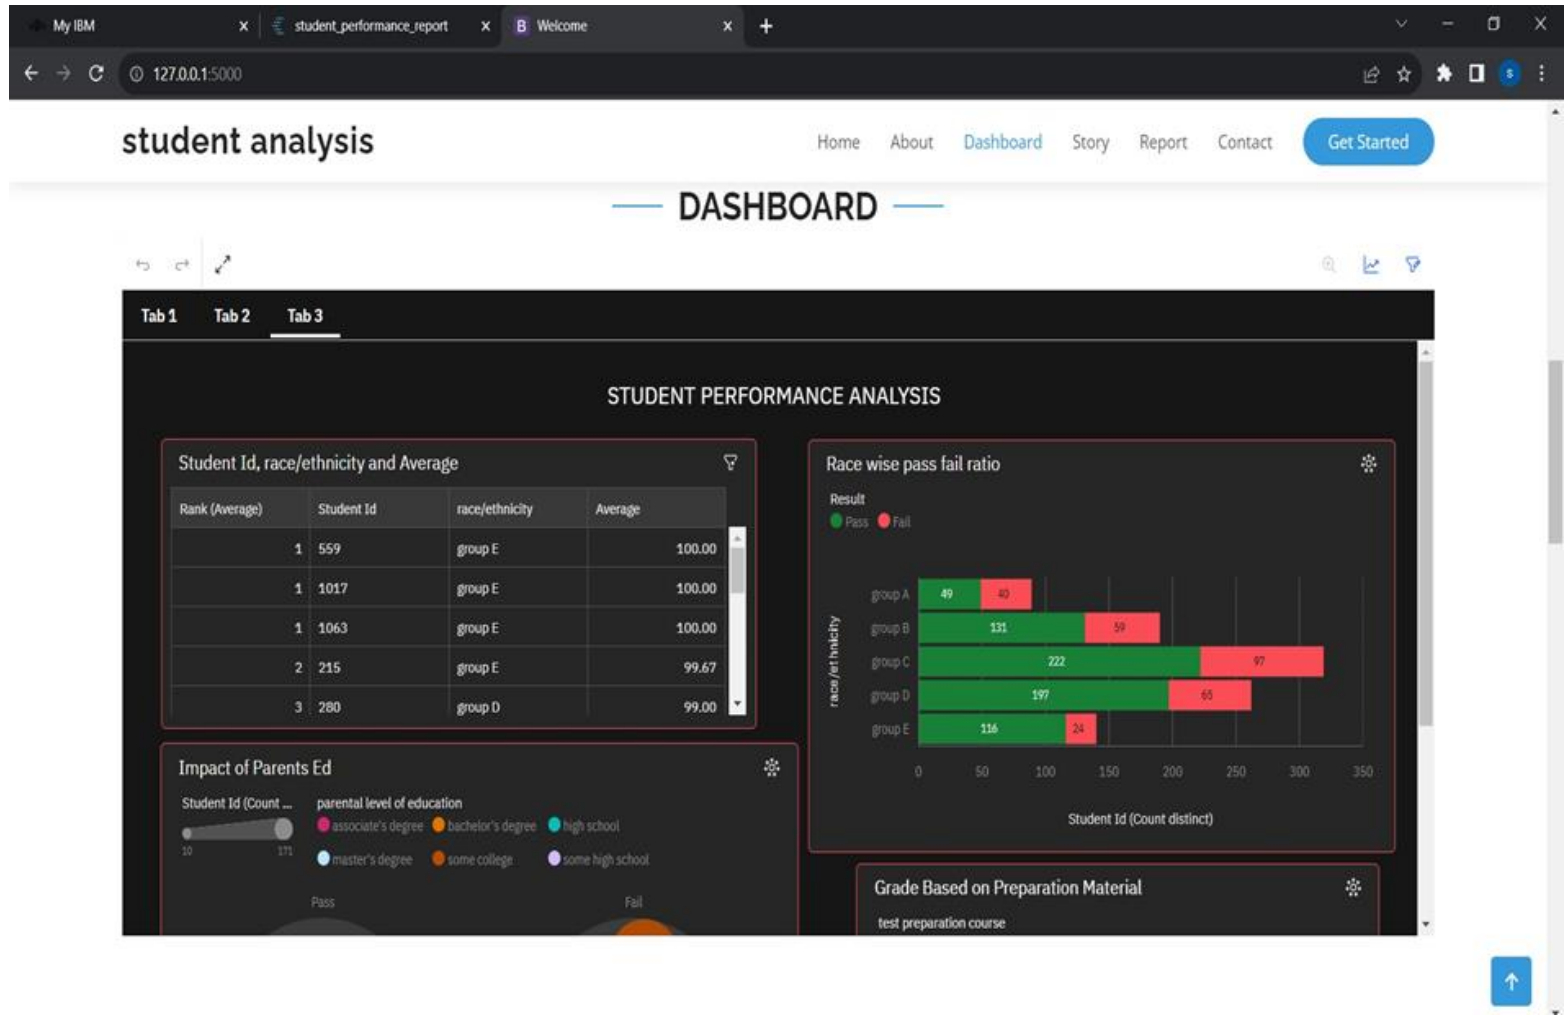 My IBM
student_performance_report
B Welcome
127.0.0.1:5000
s
student analysis
Home About Dashboard Story Report Contact Get Started
DASHBOARD
Tab 1 Tab 2 Tab 3
STUDENT PERFORMANCE ANALYSIS
Student Id, race/ethnicity and Average
Rank (Average) Student Id race/ethnicity Average
1 559 group E 100.00
1 1017 group E 100.00
1 1063 group E 100.00
2 215 group E 99.67
3 280 group D 99.00
Race wise pass fail ratio
Result
Pass Fail
race/ethnicity
group A 49 40
group B 131 59
group C 222 97
group D 197 65
group E 116 24
0 50 100 150 200 250 300 350
Student Id (Count distinct)
Impact of Parents Ed
Student Id (Count ... parental level of education
associate's degree bachelor's degree high school
10 171
master's degree some college some high school
Pass Fail
Grade Based on Preparation Material
test preparation course